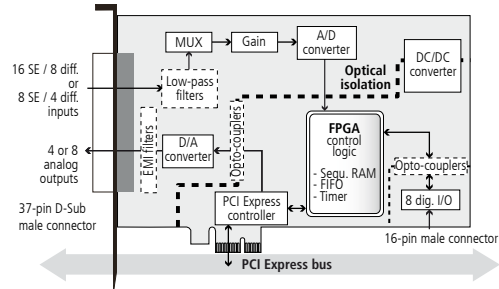 MUX
Gain
A/D
converter
DC/DC
converter
16 SE / 8 diff.
or
8 SE / 4 diff.
inputs
Low-pass
filters
Optical
isolation
4 or 8
analog
outputs
EMI filters
D/A
converter
Opto-couplers
FPGA
control
logic
- Sequ. RAM
- FIFO
- Timer
Opto-couplers
8 dig. I/O
PCI Express
controller
37-pin D-Sub
male connector
16-pin male connector
PCI Express bus